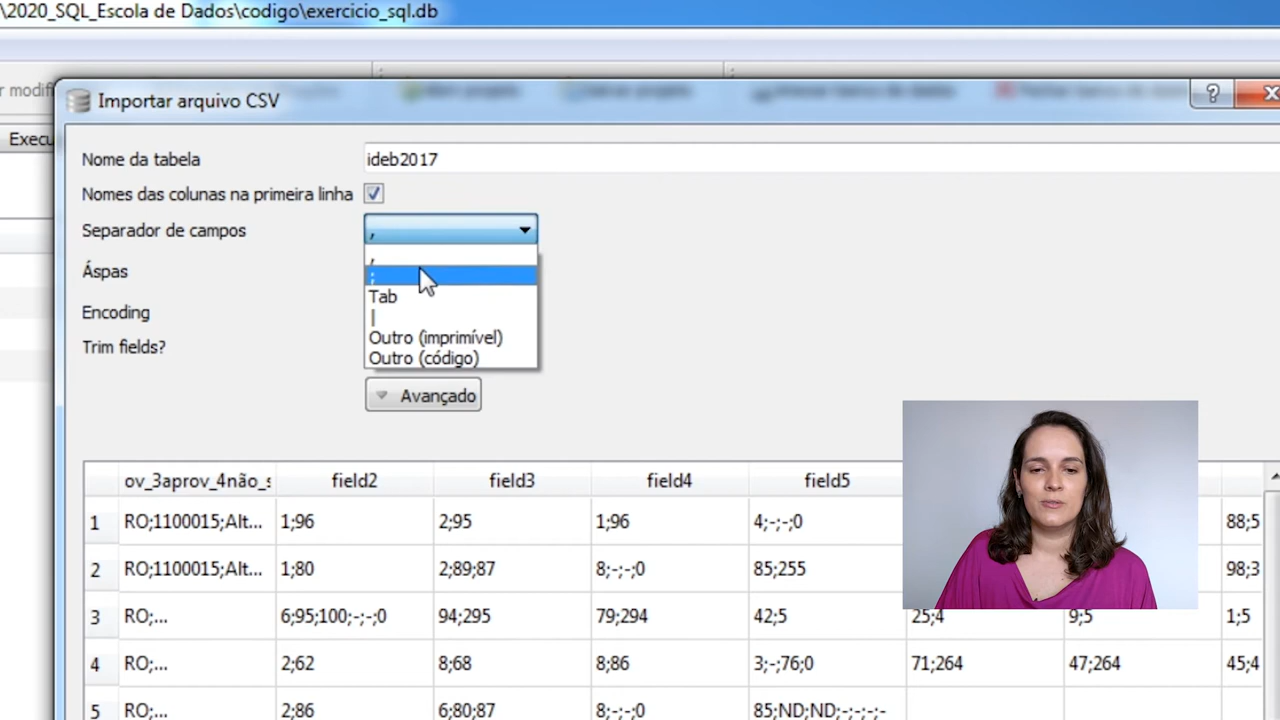 \2020_SQL_Escola de Dados\codigo\exercicio_sql.db
Importar arquivo CSV
?
Execu
Nome da tabela ideb2017
Nomes das colunas na primeira linha
Separador de campos ,
,
Áspas ;
Tab
Encoding |
Outro (imprimível)
Trim fields? Outro (código)
Avançado
ov_3aprov_4não_s field2 field3 field4 field5
1 RO;1100015;Alt... 1;96 2;95 1;96 4;-;-;0 88;5
2 RO;1100015;Alt... 1;80 2;89;87 8;-;-;0 85;255 98;3
3 RO;... 6;95;100;-;-;0 94;295 79;294 42;5 25;4 9;5 1;5
4 RO;... 2;62 8;68 8;86 3;-;76;0 71;264 47;264 45;4
5 RO;... 2;86 6;80;87 8;-;-;0 85;ND;ND;-;-;-;-